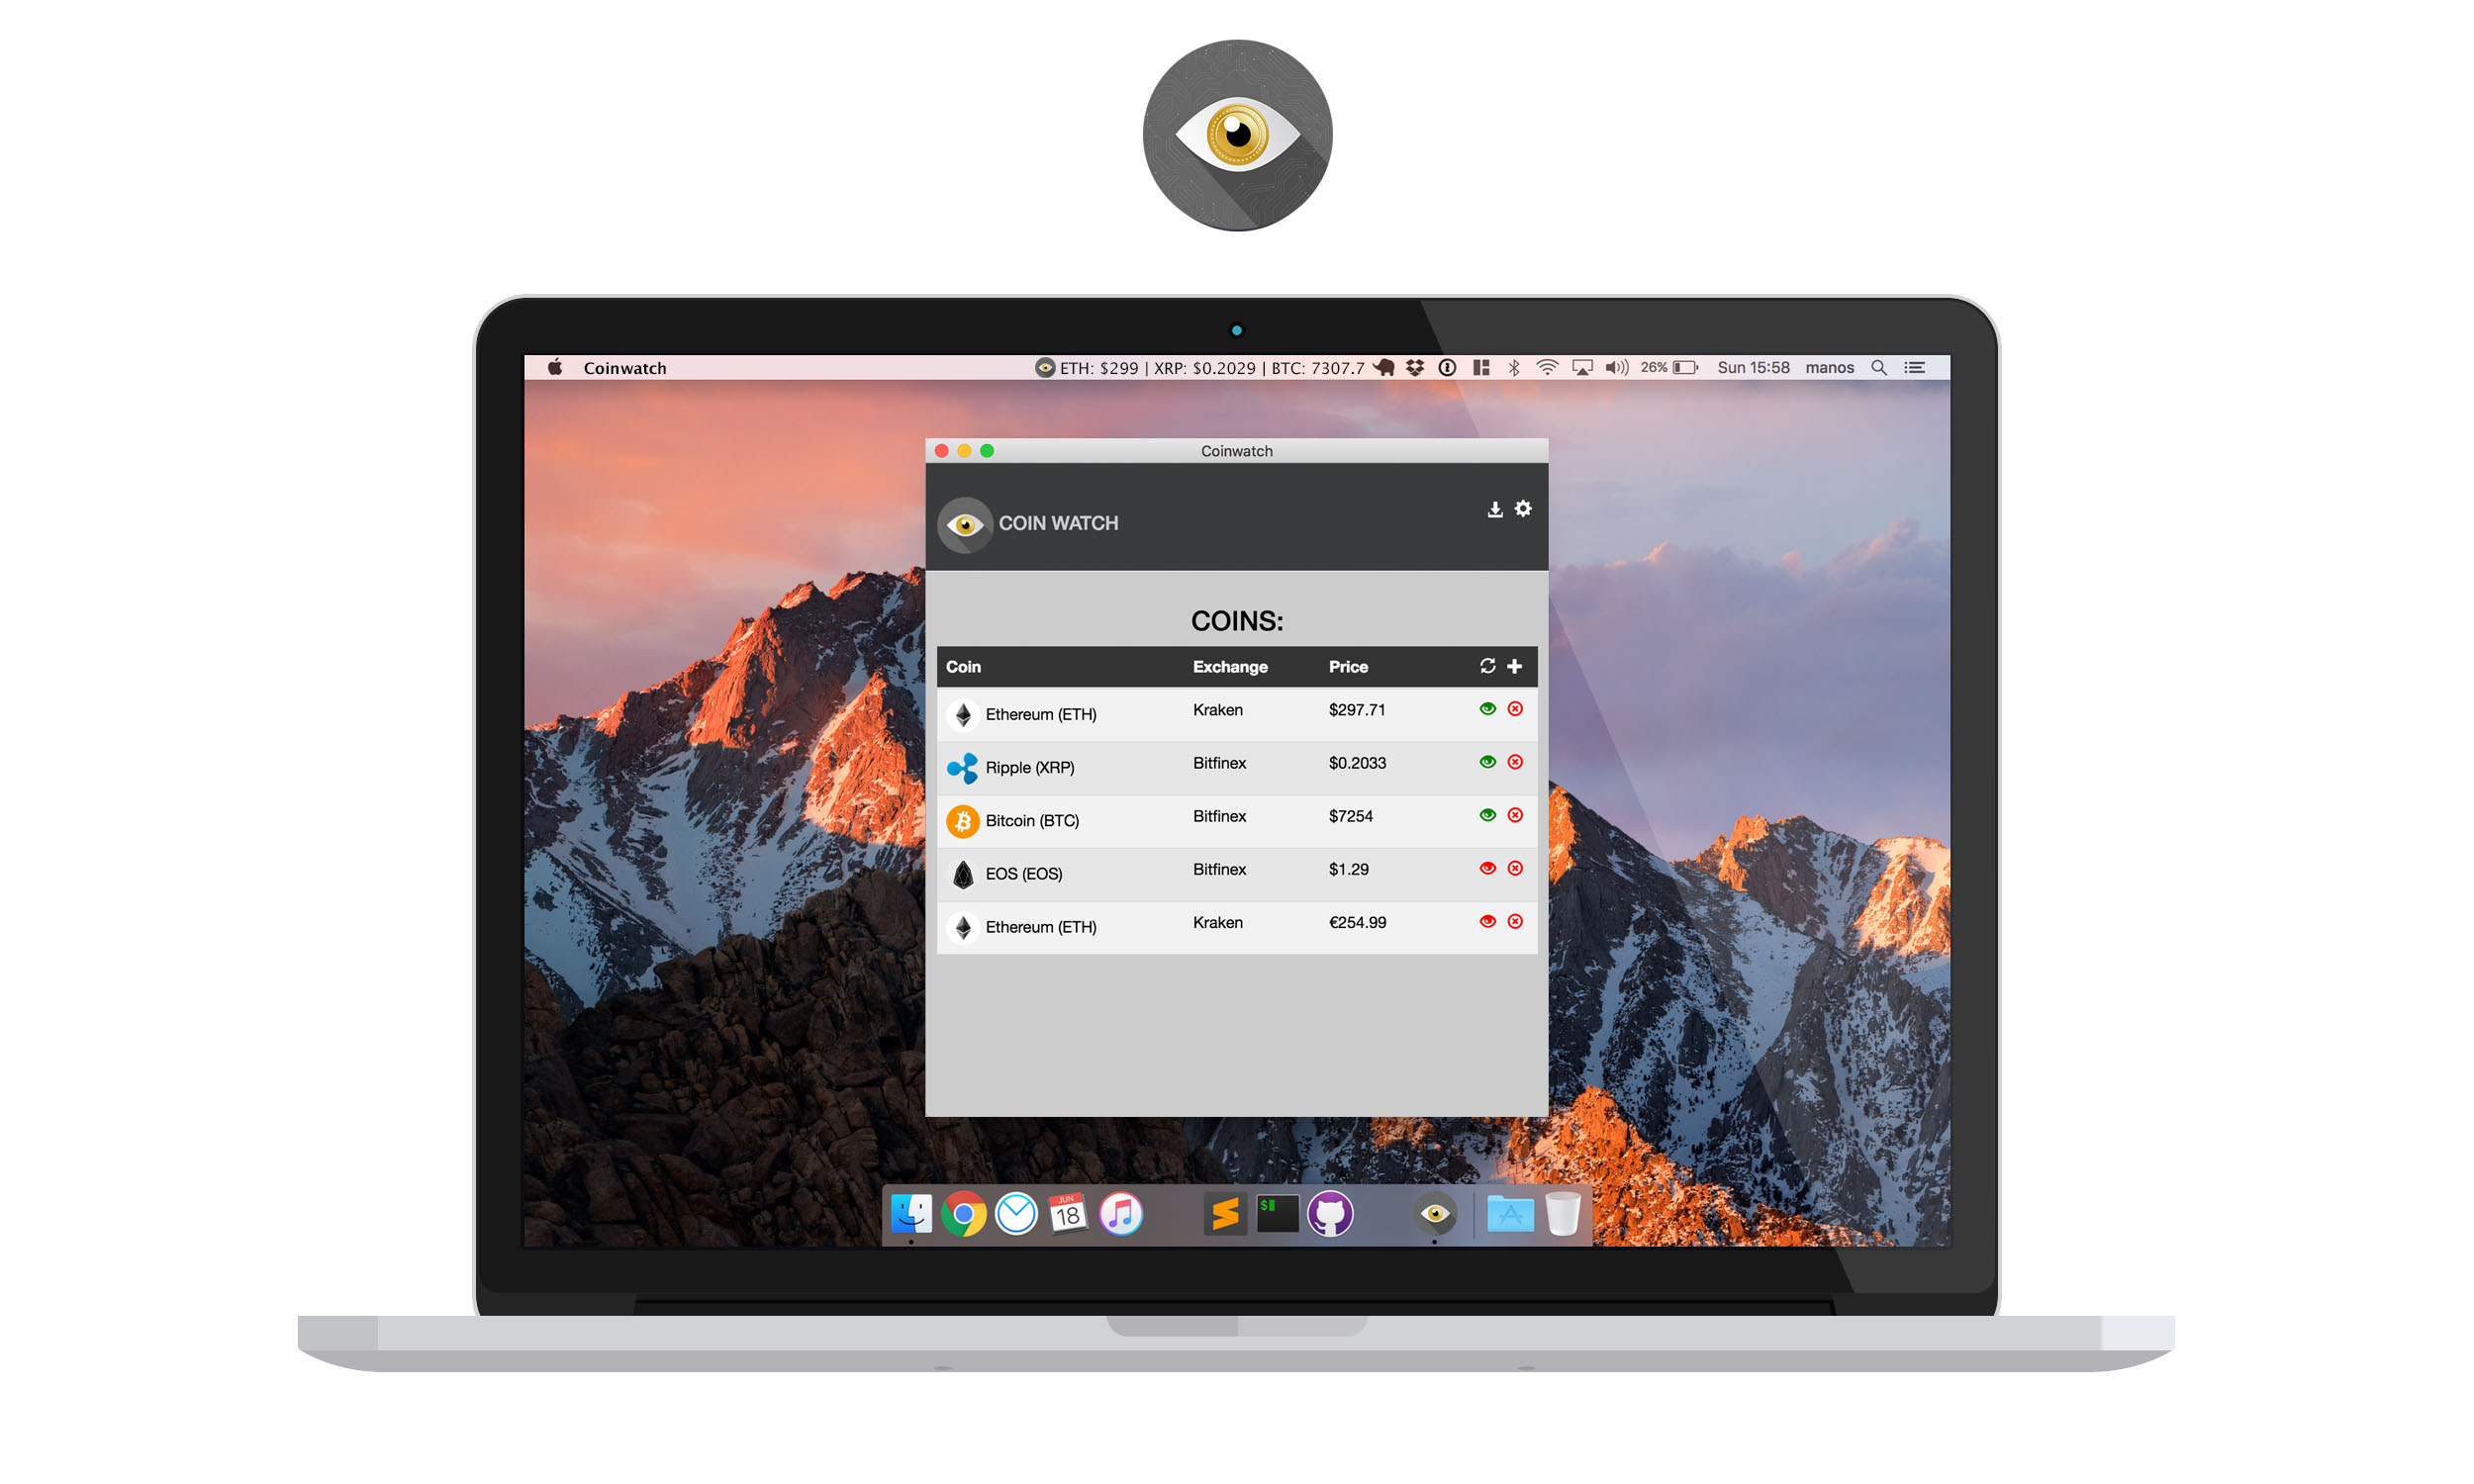 Coinwatch ETH: $299 | XRP: $0.2029 | BTC: 7307.7 26% Sun 15:58 manos
Coinwatch
COIN WATCH
COINS:
Coin Exchange Price
Ethereum (ETH) Kraken $297.71
Ripple (XRP) Bitfinex $0.2033
Bitcoin (BTC) Bitfinex $7254
EOS (EOS) Bitfinex $1.29
Ethereum (ETH) Kraken €254.99
JUN
18
$